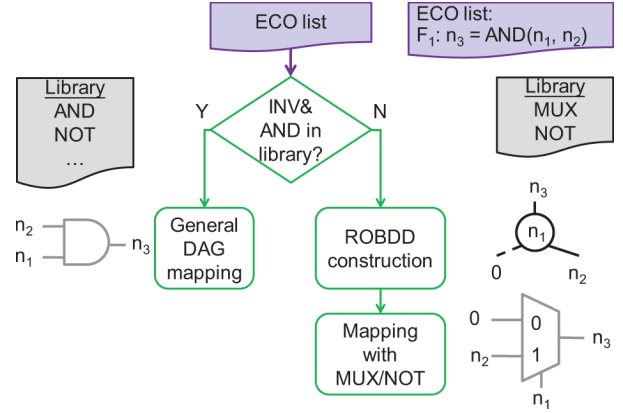 ECO list
ECO list:
F₁: n₃ = AND(n₁, n₂)
Library
AND
NOT
...
Y
INV&
AND in
library?
N
Library
MUX
NOT
n₂
n₁
n₃
General
DAG
mapping
ROBDD
construction
n₃
n₁
0
n₂
Mapping
with
MUX/NOT
0
n₂
0
1
n₃
n₁